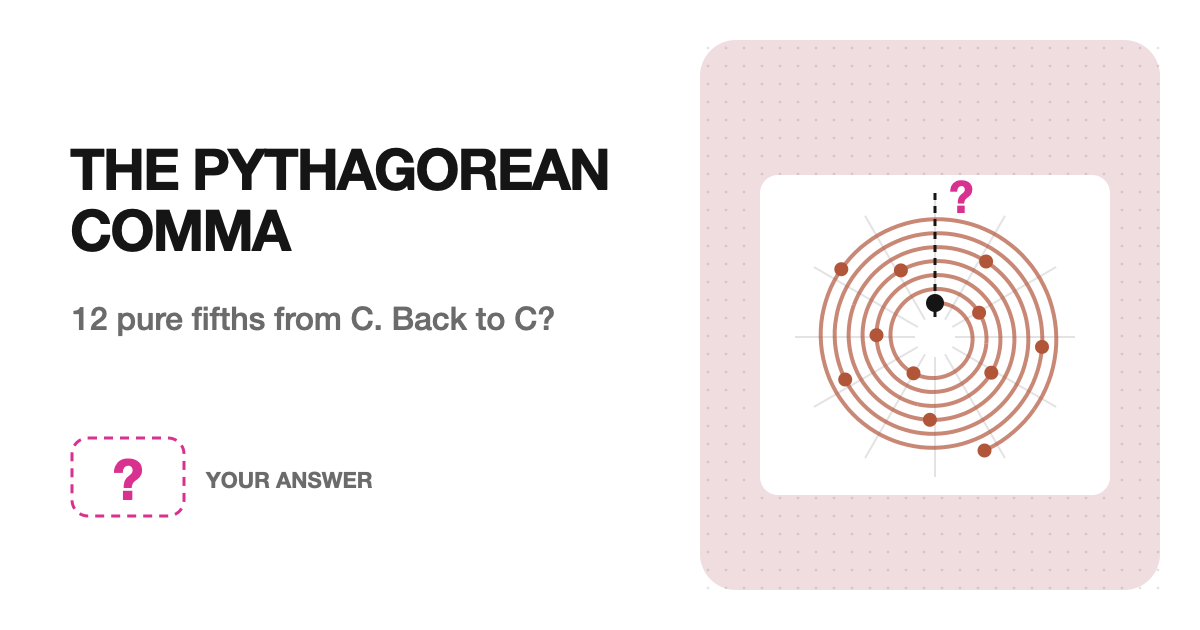 THE PYTHAGOREAN
COMMA
12 pure fifths from C. Back to C?
?
YOUR ANSWER
?